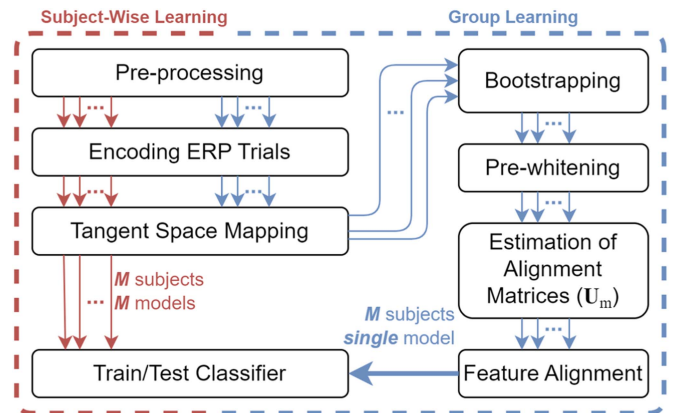 Subject-Wise Learning
Group Learning
Pre-processing
...
...
Encoding ERP Trials
...
...
Tangent Space Mapping
M subjects
... M models
Train/Test Classifier
...
Bootstrapping
...
Pre-whitening
...
Estimation of
Alignment
Matrices (Um)
...
M subjects
single model
Feature Alignment